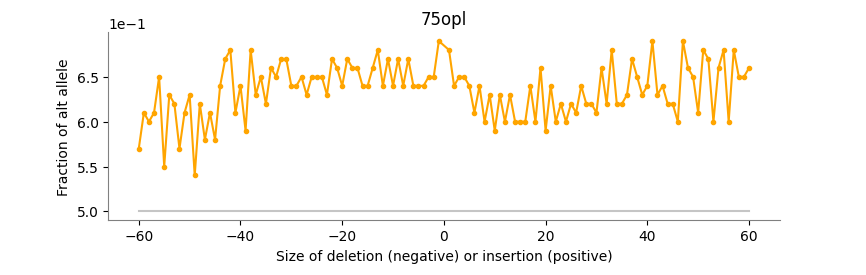 75opl
1e−1
Fraction of alt allele
6.5
6.0
5.5
5.0
−60 −40 −20 0 20 40 60
Size of deletion (negative) or insertion (positive)